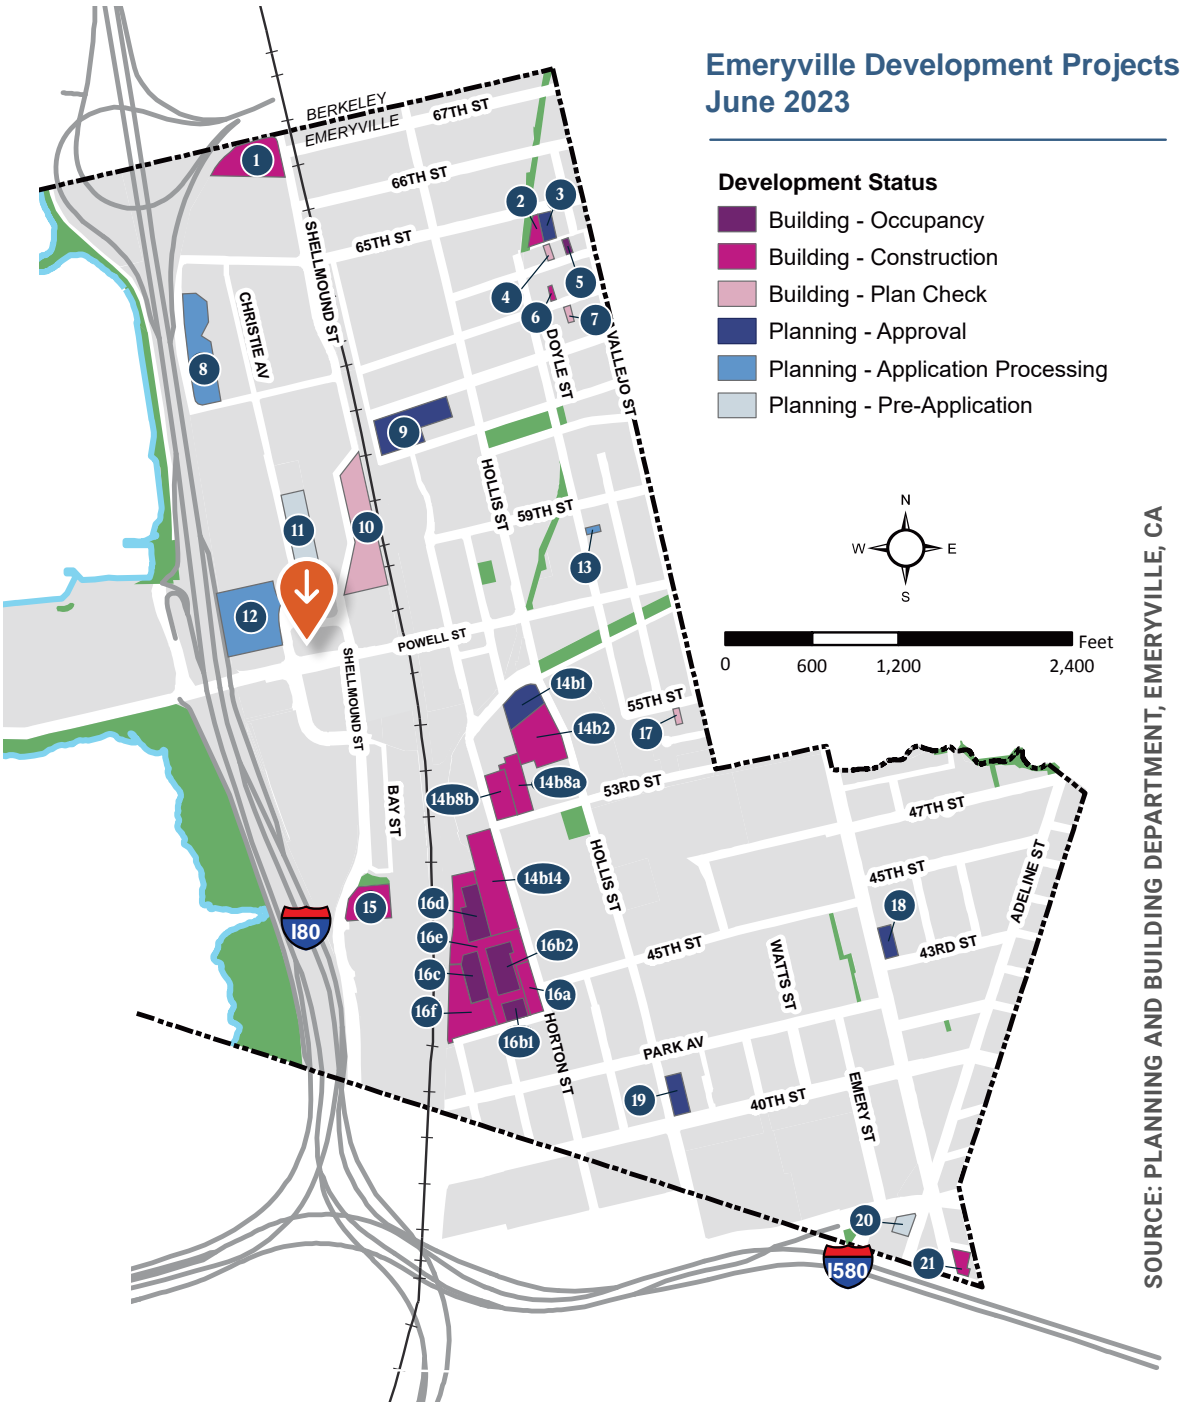 Emeryville Development Projects
June 2023
Development Status
Building - Occupancy
Building - Construction
Building - Plan Check
Planning - Approval
Planning - Application Processing
Planning - Pre-Application
N
W
E
S
Feet
0
600
1,200
2,400
SOURCE: PLANNING AND BUILDING DEPARTMENT, EMERYVILLE, CA
BERKELEY
EMERYVILLE
67TH ST
66TH ST
65TH ST
SHELLMOUND ST
CHRISTIE AV
DOYLE ST
VALLEJO ST
HOLLIS ST
59TH ST
POWELL ST
SHELLMOUND ST
55TH ST
53RD ST
BAY ST
HOLLIS ST
47TH ST
45TH ST
ADELINE ST
43RD ST
45TH ST
WATTS ST
HORTON ST
PARK AV
40TH ST
EMERY ST
I80
I580
1
2
3
4
5
6
7
8
9
10
11
12
13
14b1
14b2
14b8a
14b8b
14b14
15
16d
16e
16b2
16c
16a
16f
16b1
17
18
19
20
21